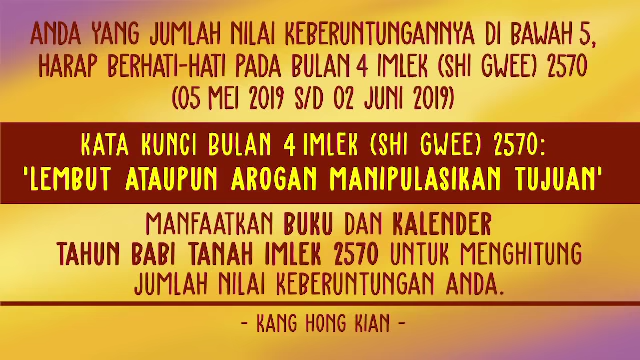 ANDA YANG JUMLAH NILAI KEBERUNTUNGANNYA DI BAWAH 5,
HARAP BERHATI-HATI PADA BULAN 4 IMLEK (SHI GWEE) 2570
(05 MEI 2019 S/D 02 JUNI 2019)
KATA KUNCI BULAN 4 IMLEK (SHI GWEE) 2570:
'LEMBUT ATAUPUN AROGAN MANIPULASIKAN TUJUAN'
MANFAATKAN BUKU DAN KALENDER
TAHUN BABI TANAH IMLEK 2570 UNTUK MENGHITUNG
JUMLAH NILAI KEBERUNTUNGAN ANDA.
- KANG HONG KIAN -